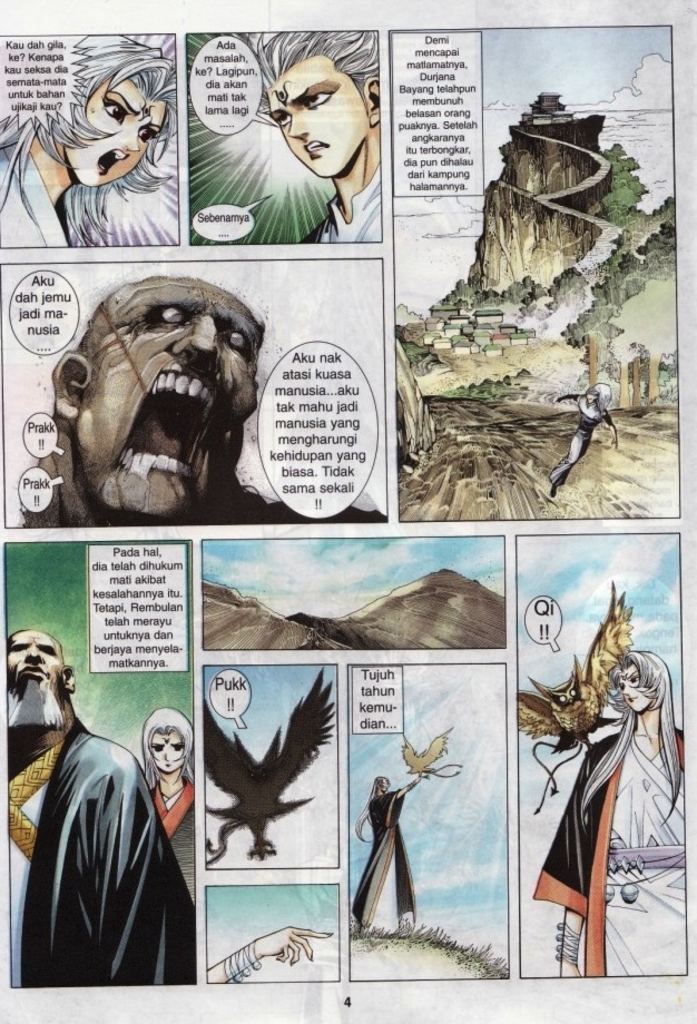 Kau dah gila,
ke? Kenapa
kau seksa dia
semata-mata
untuk bahan
ujikaji kau?
Ada
masalah,
ke? Lagipun,
dia akan
mati tak
lama lagi
.....
Sebenarnya
....
Demi
mencapai
matlamatnya,
Durjana
Bayang telahpun
membunuh
belasan orang
puaknya. Setelah
angkaranya
itu terbongkar,
dia pun dihalau
dari kampung
halamannya.
Aku
dah jemu
jadi ma-
nusia
....
Prakk
!!
Prakk
!!
Aku nak
atasi kuasa
manusia...aku
tak mahu jadi
manusia yang
mengharungi
kehidupan yang
biasa. Tidak
sama sekali
!!
Pada hal,
dia telah dihukum
mati akibat
kesalahannya itu.
Tetapi, Rembulan
telah merayu
untuknya dan
berjaya menyela-
matkannya.
Pukk
!!
Tujuh
tahun
kemu-
dian...
Qi
!!
4